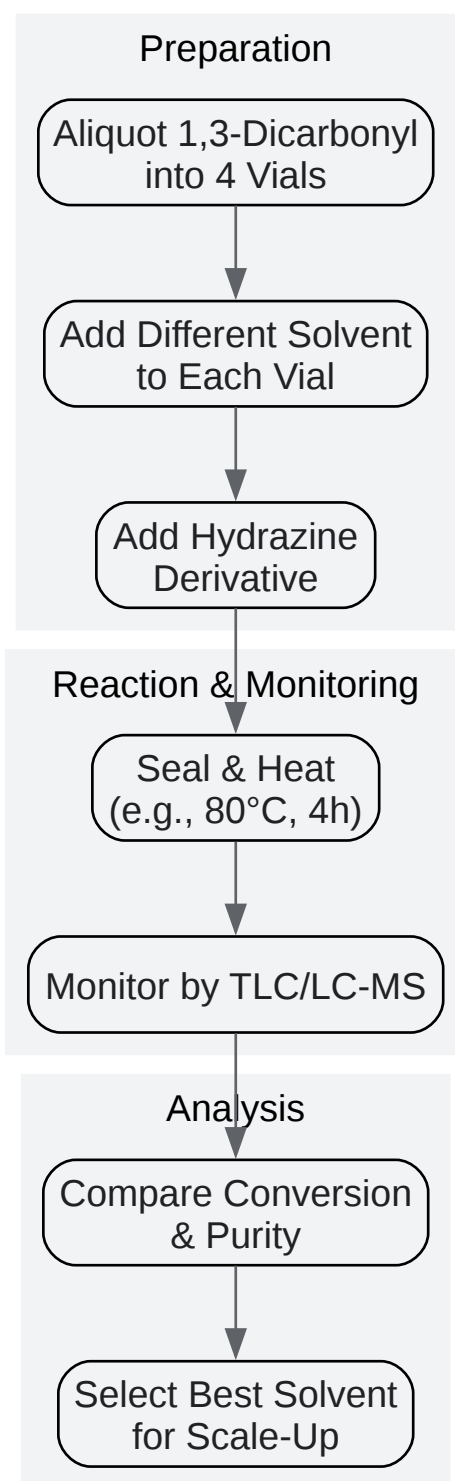 Preparation
Aliquot 1,3-Dicarbonyl
into 4 Vials
Add Different Solvent
to Each Vial
Add Hydrazine
Derivative
Reaction & Monitoring
Seal & Heat
(e.g., 80°C, 4h)
Monitor by TLC/LC-MS
Analysis
Compare Conversion
& Purity
Select Best Solvent
for Scale-Up